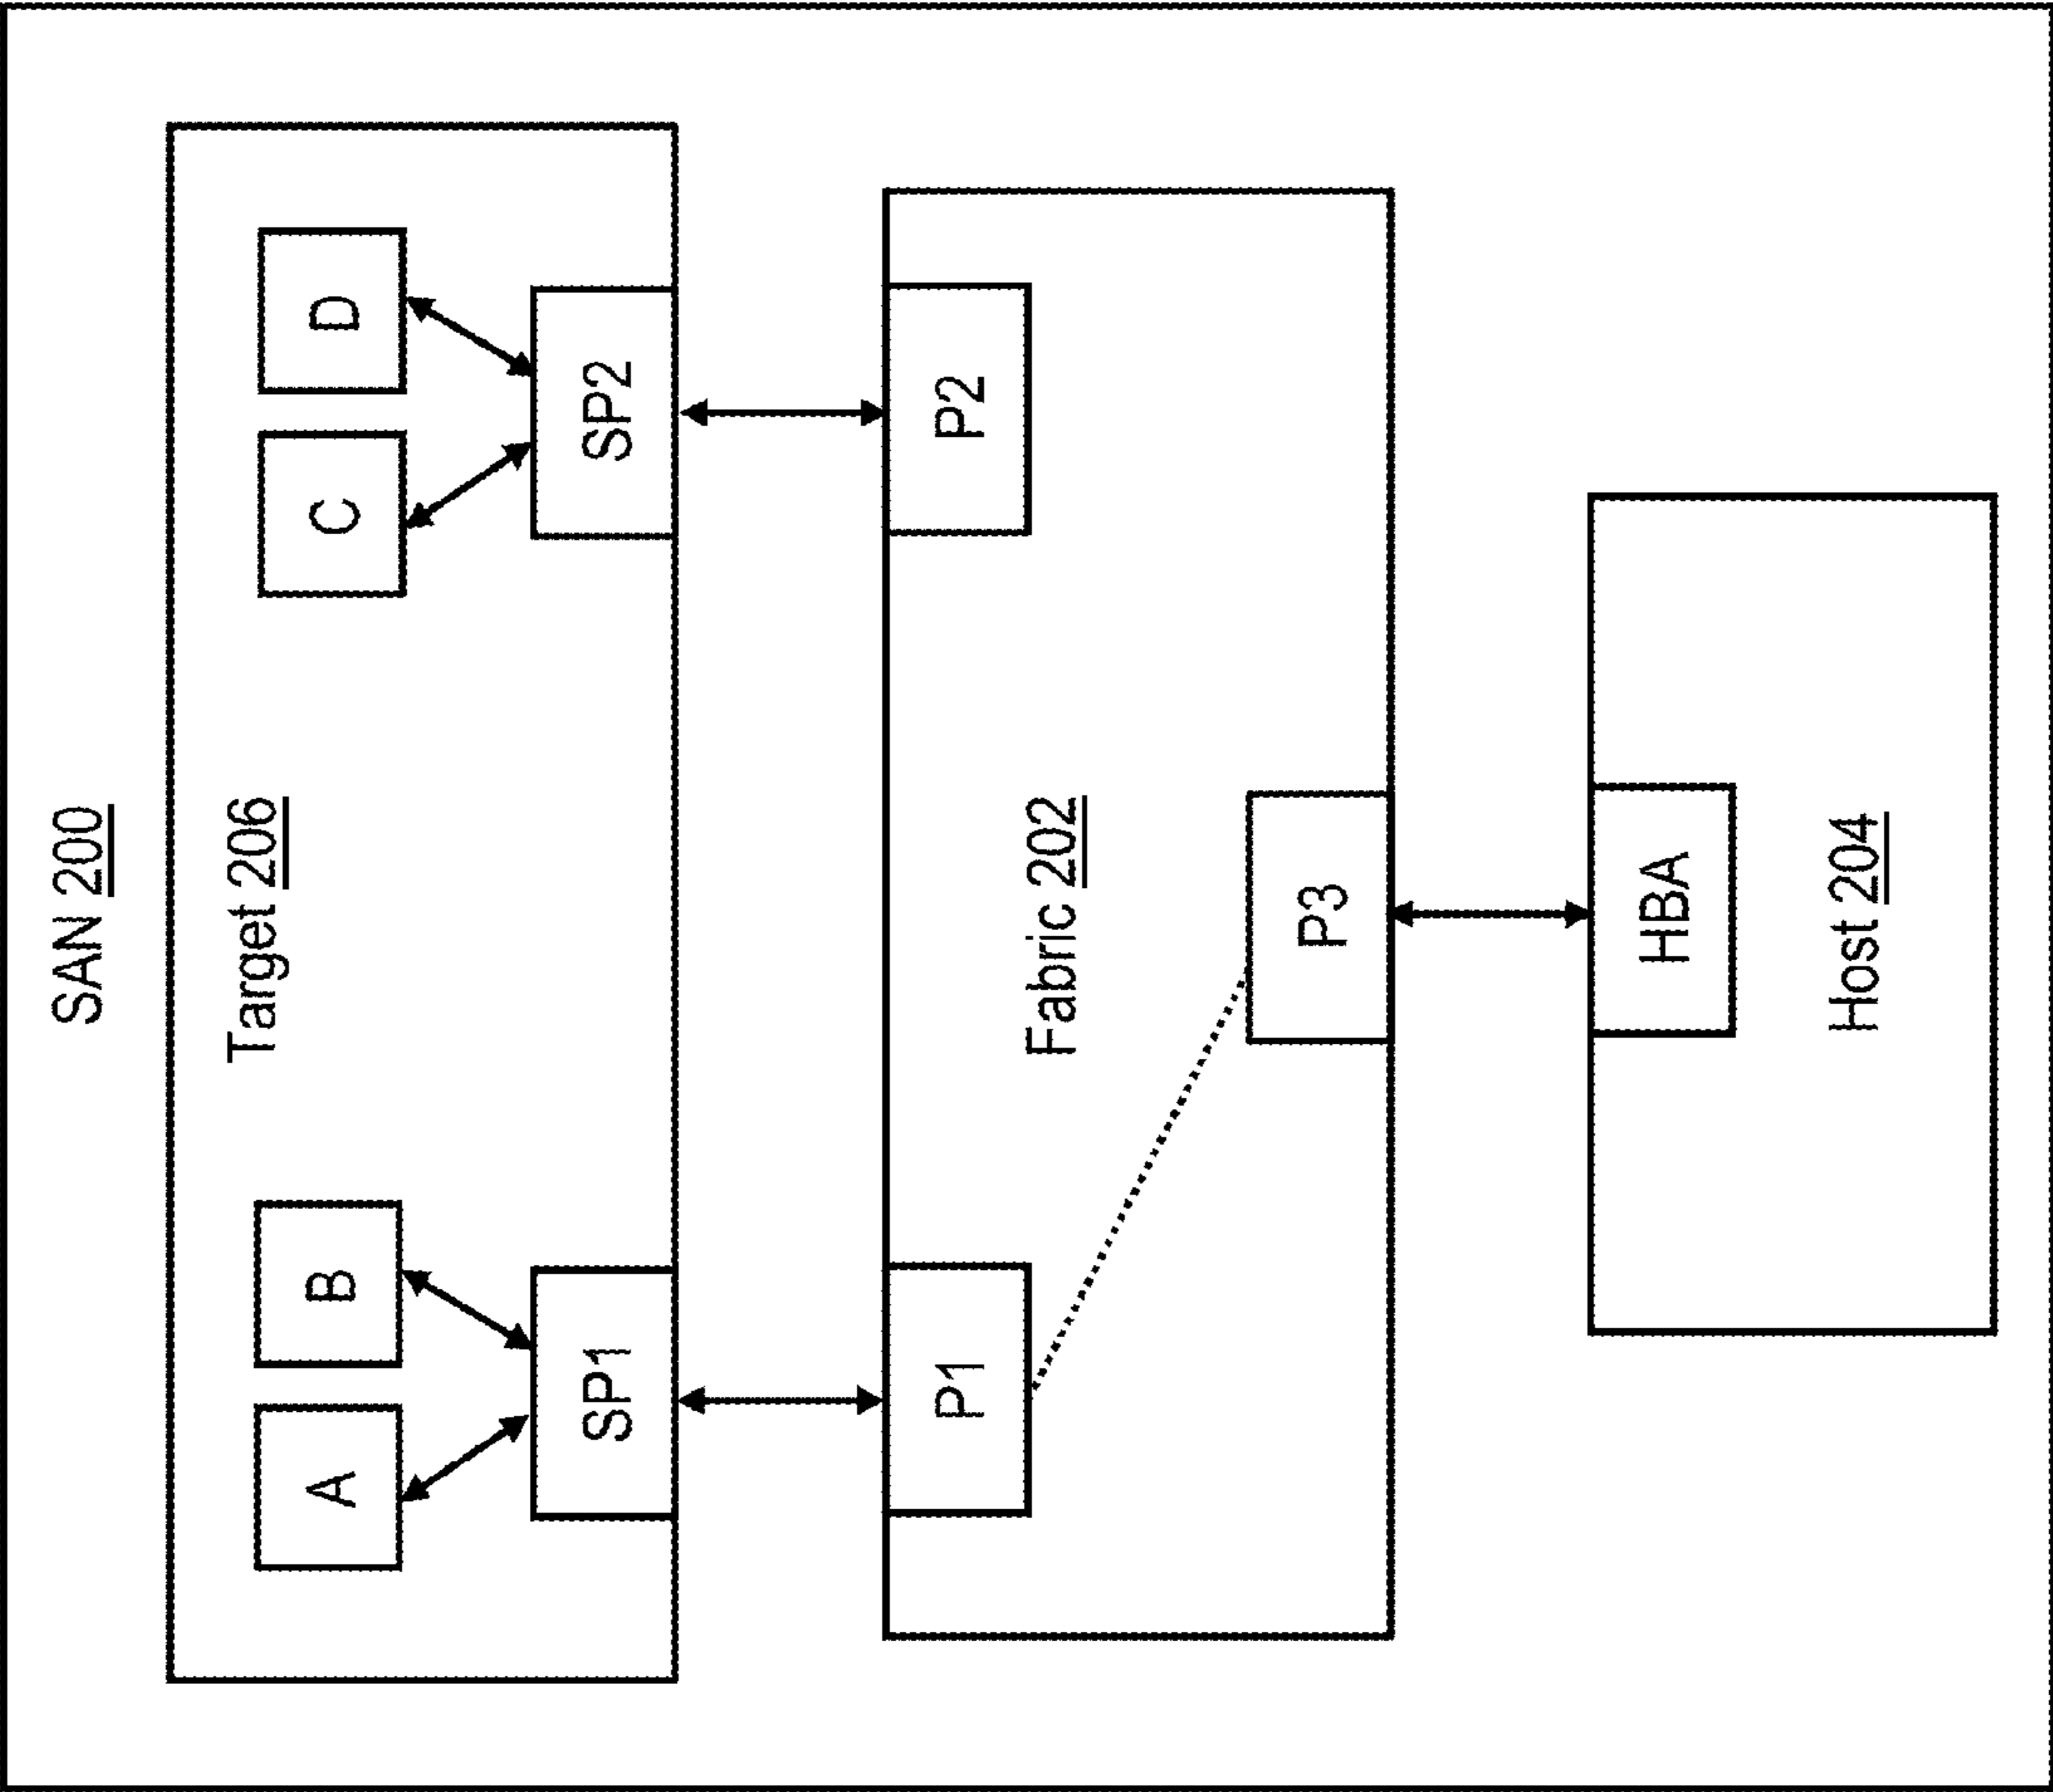 SAN 200
Target 206
A
B
C
D
SP1
SP2
P1
P2
Fabric 202
P3
HBA
Host 204